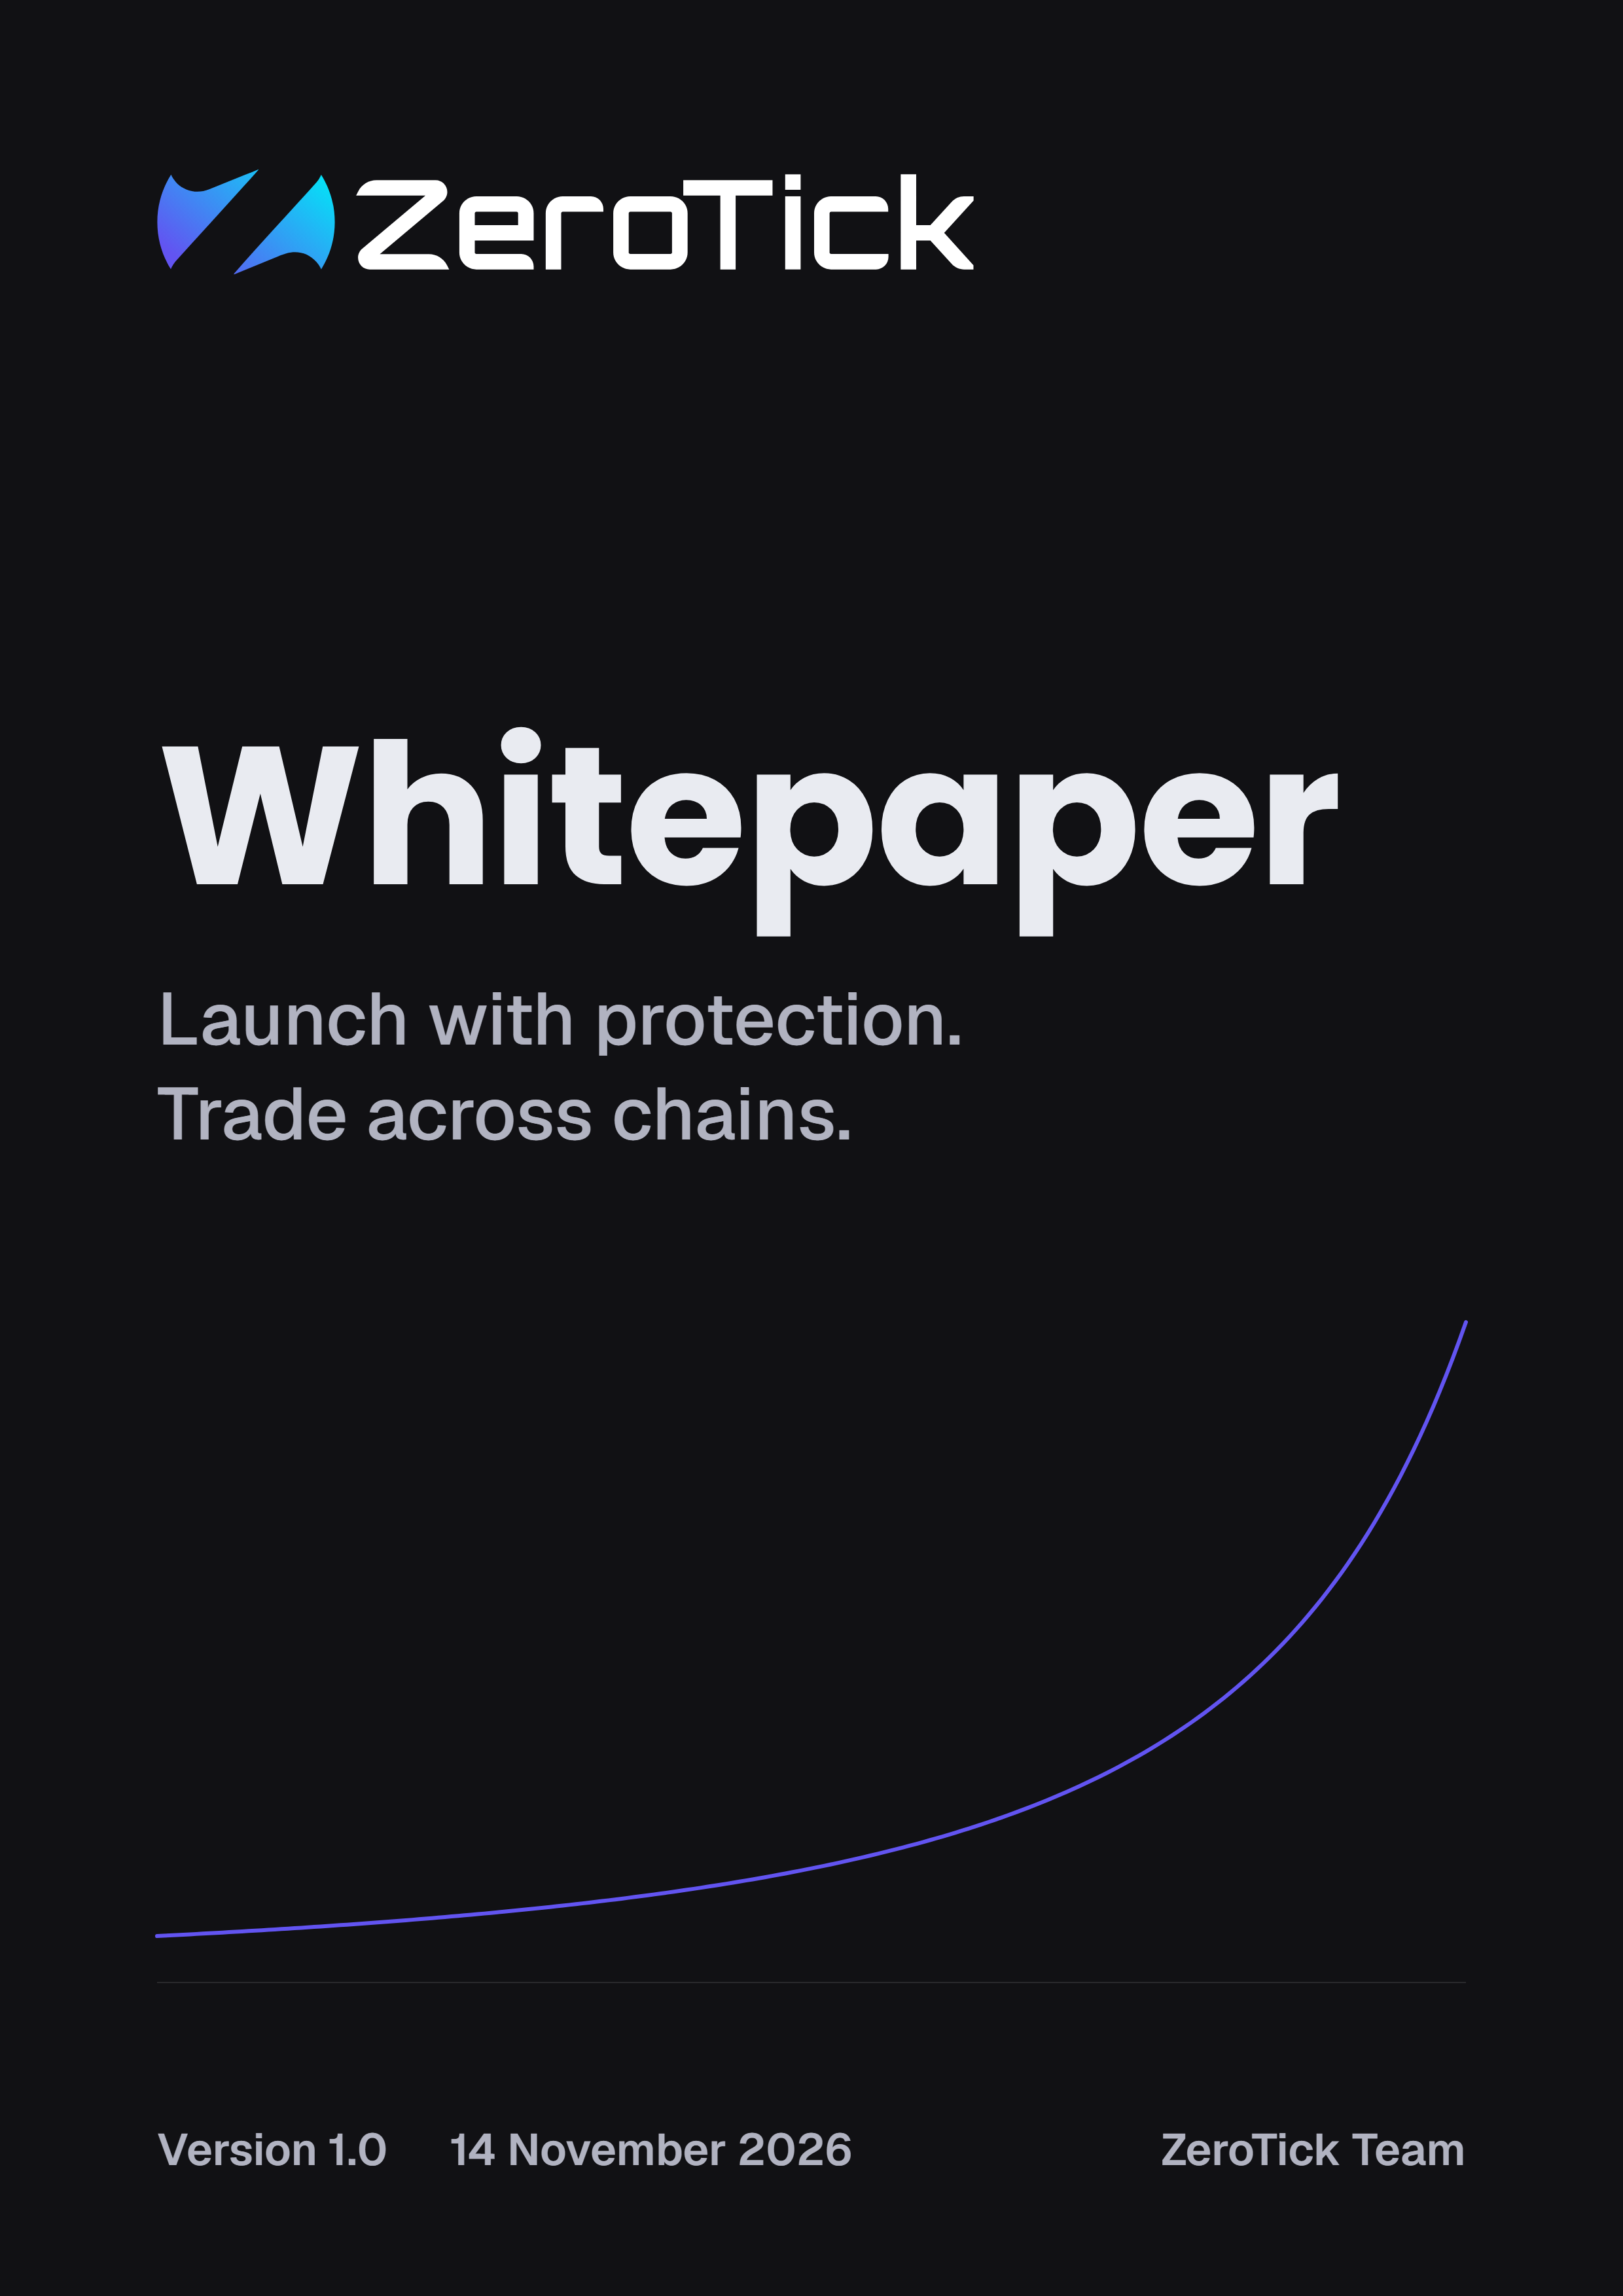 ZeroTick
Whitepaper
Launch with protection.
Trade across chains.
Version 1.0 14 November 2026 ZeroTick Team